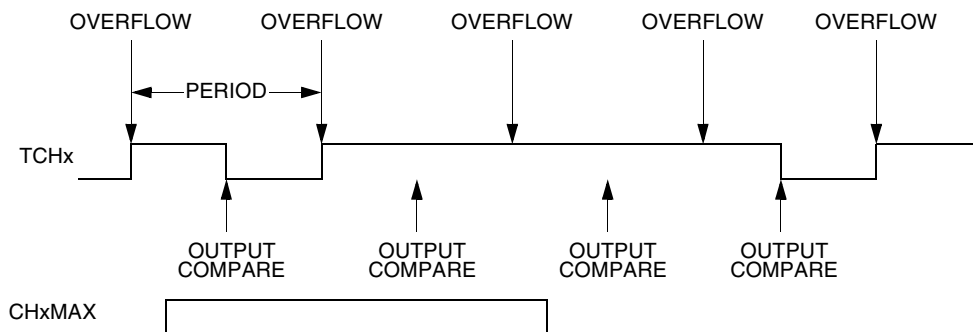 OVERFLOW OVERFLOW OVERFLOW OVERFLOW OVERFLOW
PERIOD
TCHx
OUTPUT COMPARE
OUTPUT COMPARE
OUTPUT COMPARE
OUTPUT COMPARE
CHxMAX